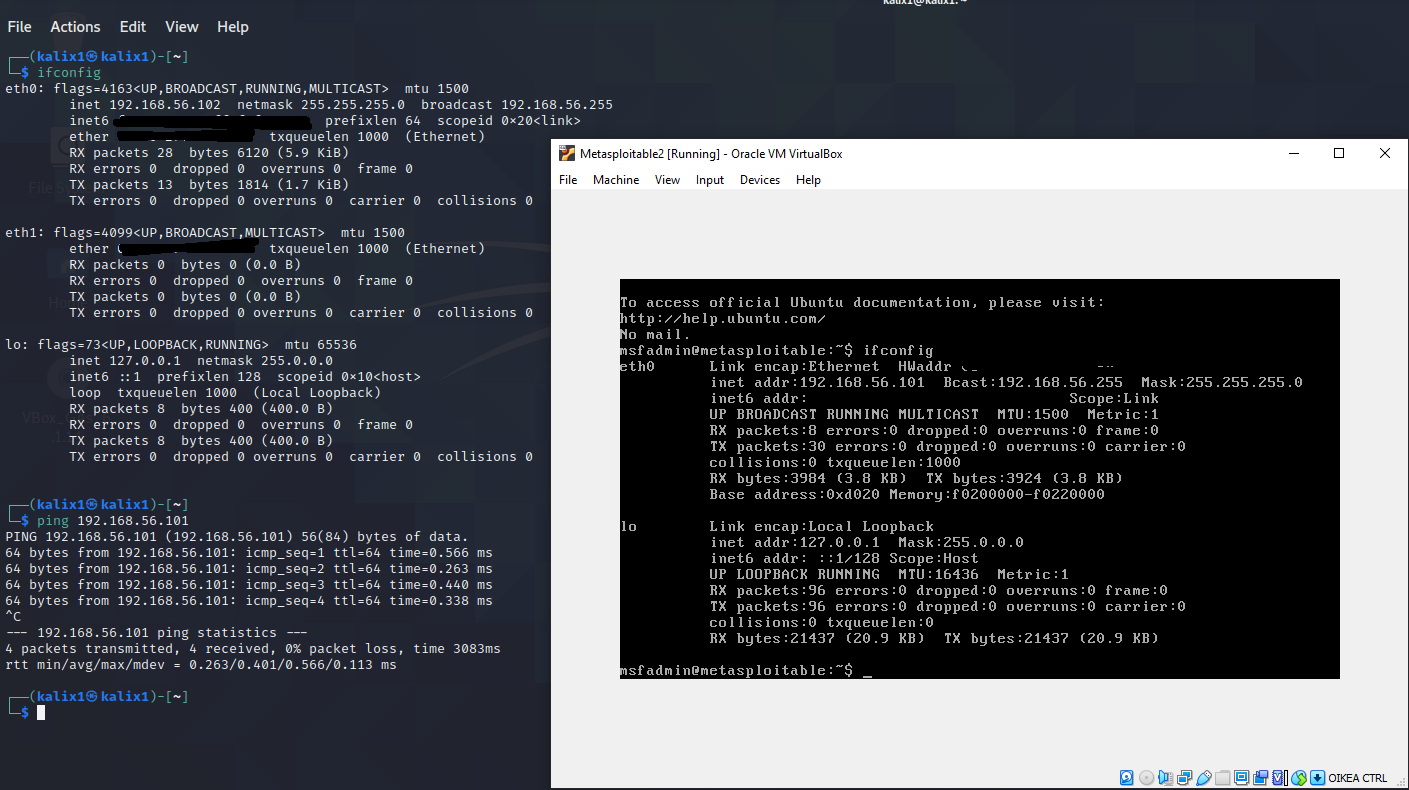 kalix1@kalix1: ~
File Actions Edit View Help
┌──(kalix1㉿kalix1)-[~]
└─$ ifconfig
eth0: flags=4163<UP,BROADCAST,RUNNING,MULTICAST>  mtu 1500
inet 192.168.56.102  netmask 255.255.255.0  broadcast 192.168.56.255
inet6 prefixlen 64  scopeid 0×20<link>
ether txqueuelen 1000  (Ethernet)
RX packets 28  bytes 6120 (5.9 KiB)
RX errors 0  dropped 0  overruns 0  frame 0
TX packets 13  bytes 1814 (1.7 KiB)
TX errors 0  dropped 0 overruns 0  carrier 0  collisions 0
eth1: flags=4099<UP,BROADCAST,MULTICAST>  mtu 1500
ether txqueuelen 1000  (Ethernet)
RX packets 0  bytes 0 (0.0 B)
RX errors 0  dropped 0  overruns 0  frame 0
TX packets 0  bytes 0 (0.0 B)
TX errors 0  dropped 0 overruns 0  carrier 0  collisions 0
lo: flags=73<UP,LOOPBACK,RUNNING>  mtu 65536
inet 127.0.0.1  netmask 255.0.0.0
inet6 ::1  prefixlen 128  scopeid 0×10<host>
loop  txqueuelen 1000  (Local Loopback)
RX packets 8  bytes 400 (400.0 B)
RX errors 0  dropped 0  overruns 0  frame 0
TX packets 8  bytes 400 (400.0 B)
TX errors 0  dropped 0 overruns 0  carrier 0  collisions 0
┌──(kalix1㉿kalix1)-[~]
└─$ ping 192.168.56.101
PING 192.168.56.101 (192.168.56.101) 56(84) bytes of data.
64 bytes from 192.168.56.101: icmp_seq=1 ttl=64 time=0.566 ms
64 bytes from 192.168.56.101: icmp_seq=2 ttl=64 time=0.263 ms
64 bytes from 192.168.56.101: icmp_seq=3 ttl=64 time=0.440 ms
64 bytes from 192.168.56.101: icmp_seq=4 ttl=64 time=0.338 ms
^C
--- 192.168.56.101 ping statistics ---
4 packets transmitted, 4 received, 0% packet loss, time 3083ms
rtt min/avg/max/mdev = 0.263/0.401/0.566/0.113 ms
┌──(kalix1㉿kalix1)-[~]
└─$
Metasploitable2 [Running] - Oracle VM VirtualBox
File Machine View Input Devices Help
To access official Ubuntu documentation, please visit:
http://help.ubuntu.com/
No mail.
msfadmin@metasploitable:~$ ifconfig
eth0 Link encap:Ethernet  HWaddr
inet addr:192.168.56.101  Bcast:192.168.56.255  Mask:255.255.255.0
inet6 addr: Scope:Link
UP BROADCAST RUNNING MULTICAST  MTU:1500  Metric:1
RX packets:8 errors:0 dropped:0 overruns:0 frame:0
TX packets:30 errors:0 dropped:0 overruns:0 carrier:0
collisions:0 txqueuelen:1000
RX bytes:3984 (3.8 KB)  TX bytes:3924 (3.8 KB)
Base address:0xd020 Memory:f0200000-f0220000
lo Link encap:Local Loopback
inet addr:127.0.0.1  Mask:255.0.0.0
inet6 addr: ::1/128 Scope:Host
UP LOOPBACK RUNNING  MTU:16436  Metric:1
RX packets:96 errors:0 dropped:0 overruns:0 frame:0
TX packets:96 errors:0 dropped:0 overruns:0 carrier:0
collisions:0 txqueuelen:0
RX bytes:21437 (20.9 KB)  TX bytes:21437 (20.9 KB)
msfadmin@metasploitable:~$ _
OIKEA CTRL